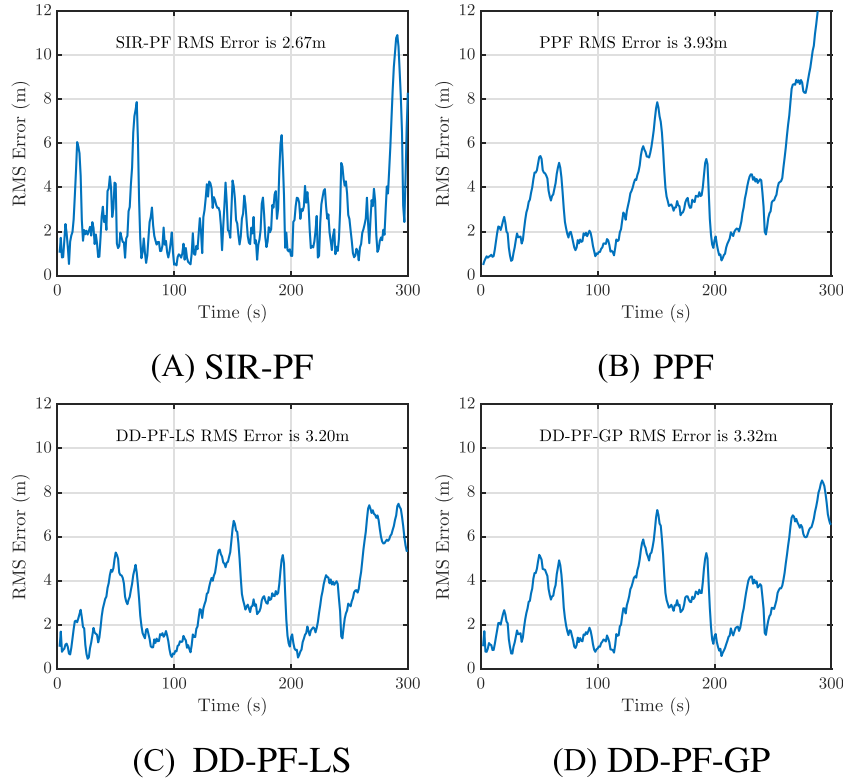 12
10
8
6
4
2
0
RMS Error (m)
SIR-PF RMS Error is 2.67m
0 100 200 300
Time (s)
(A) SIR-PF
12
10
8
6
4
2
0
RMS Error (m)
PPF RMS Error is 3.93m
0 100 200 300
Time (s)
(B) PPF
12
10
8
6
4
2
0
RMS Error (m)
DD-PF-LS RMS Error is 3.20m
0 100 200 300
Time (s)
(C) DD-PF-LS
12
10
8
6
4
2
0
RMS Error (m)
DD-PF-GP RMS Error is 3.32m
0 100 200 300
Time (s)
(D) DD-PF-GP